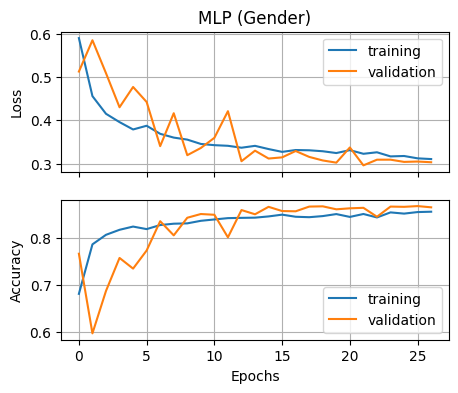 MLP (Gender)
0.6
0.5
0.4
0.3
Loss
training
validation
0.8
0.7
0.6
Accuracy
training
validation
0 5 10 15 20 25
Epochs